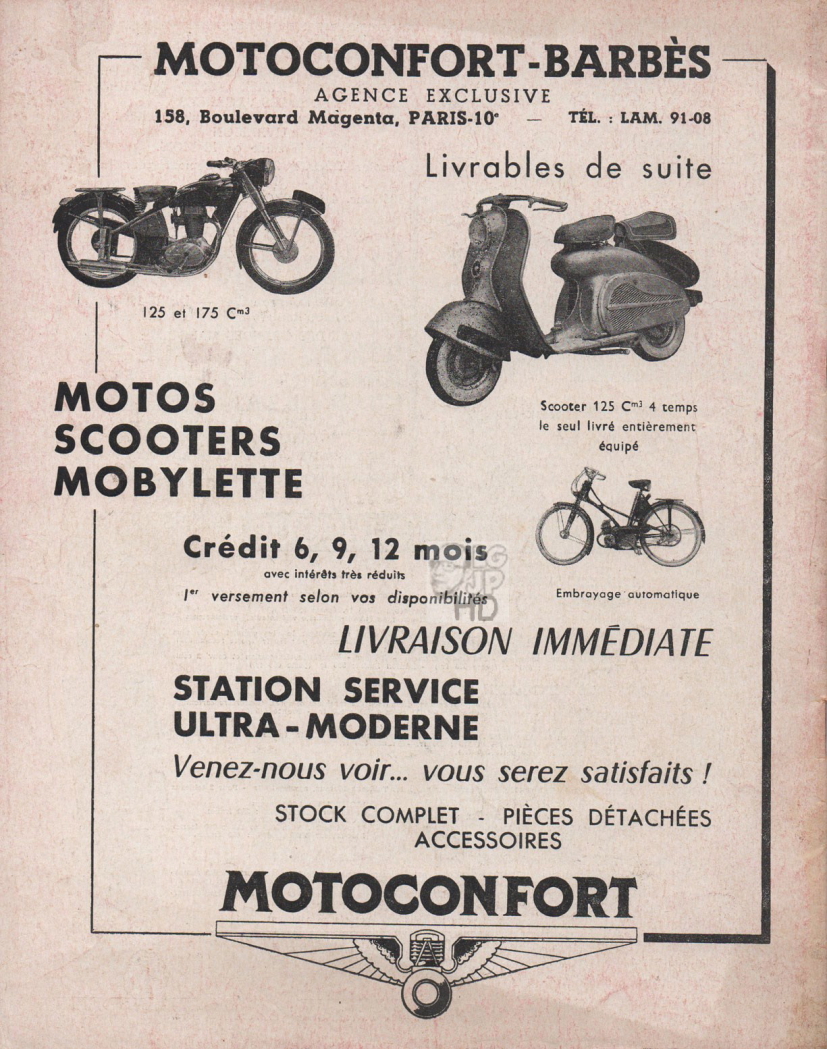 MOTOCONFORT-BARBÈS
AGENCE EXCLUSIVE
158, Boulevard Magenta, PARIS-10e — TÉL. : LAM. 91-08
Livrables de suite
125 et 175 Cm3
MOTOS
SCOOTERS
MOBYLETTE
Scooter 125 Cm3 4 temps
le seul livré entièrement
équipé
Crédit 6, 9, 12 mois
avec intérêts très réduits
1er versement selon vos disponibilités
Embrayage automatique
LIVRAISON IMMÉDIATE
STATION SERVICE
ULTRA-MODERNE
Venez-nous voir... vous serez satisfaits !
STOCK COMPLET - PIÈCES DÉTACHÉES
ACCESSOIRES
MOTOCONFORT